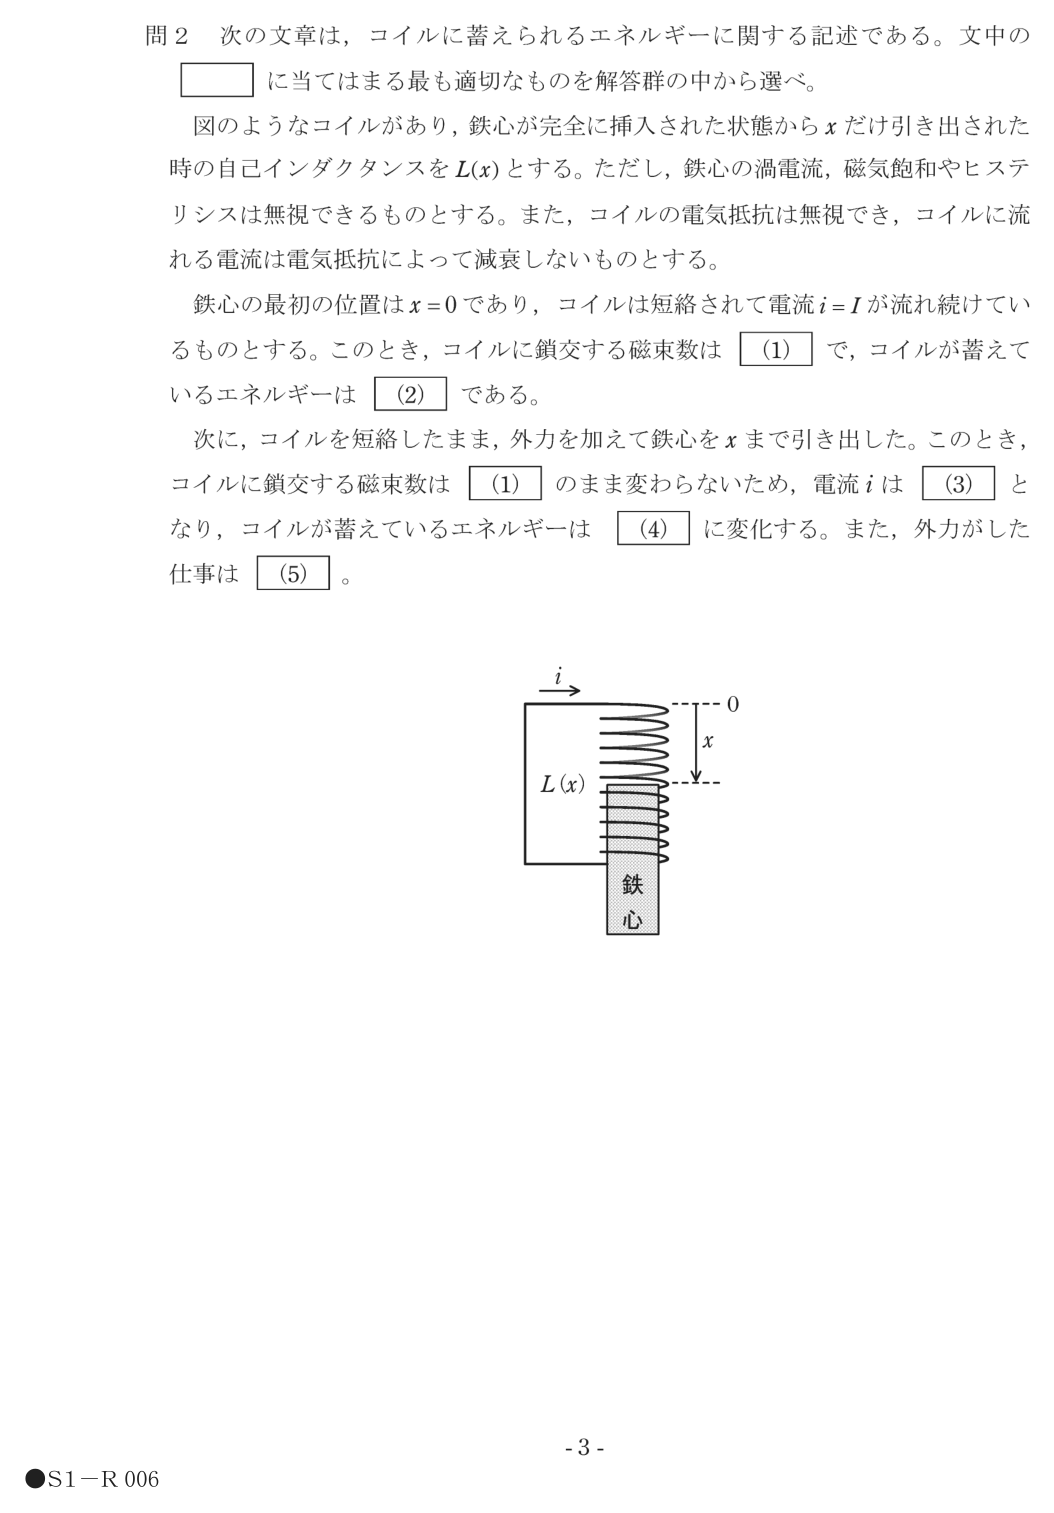 問2　次の文章は，コイルに蓄えられるエネルギーに関する記述である。文中の
に当てはまる最も適切なものを解答群の中から選べ。
図のようなコイルがあり，鉄心が完全に挿入された状態からxだけ引き出された
時の自己インダクタンスをL(x)とする。ただし，鉄心の渦電流，磁気飽和やヒステ
リシスは無視できるものとする。また，コイルの電気抵抗は無視でき，コイルに流
れる電流は電気抵抗によって減衰しないものとする。
鉄心の最初の位置はx=0であり，コイルは短絡されて電流i=Iが流れ続けてい
るものとする。このとき，コイルに鎖交する磁束数は (1) で，コイルが蓄えて
いるエネルギーは (2) である。
次に，コイルを短絡したまま，外力を加えて鉄心をxまで引き出した。このとき，
コイルに鎖交する磁束数は (1) のまま変わらないため，電流iは (3) と
なり，コイルが蓄えているエネルギーは (4) に変化する。また，外力がした
仕事は (5) 。
i
0
x
L(x)
鉄
心
- 3 -
●S1－R 006